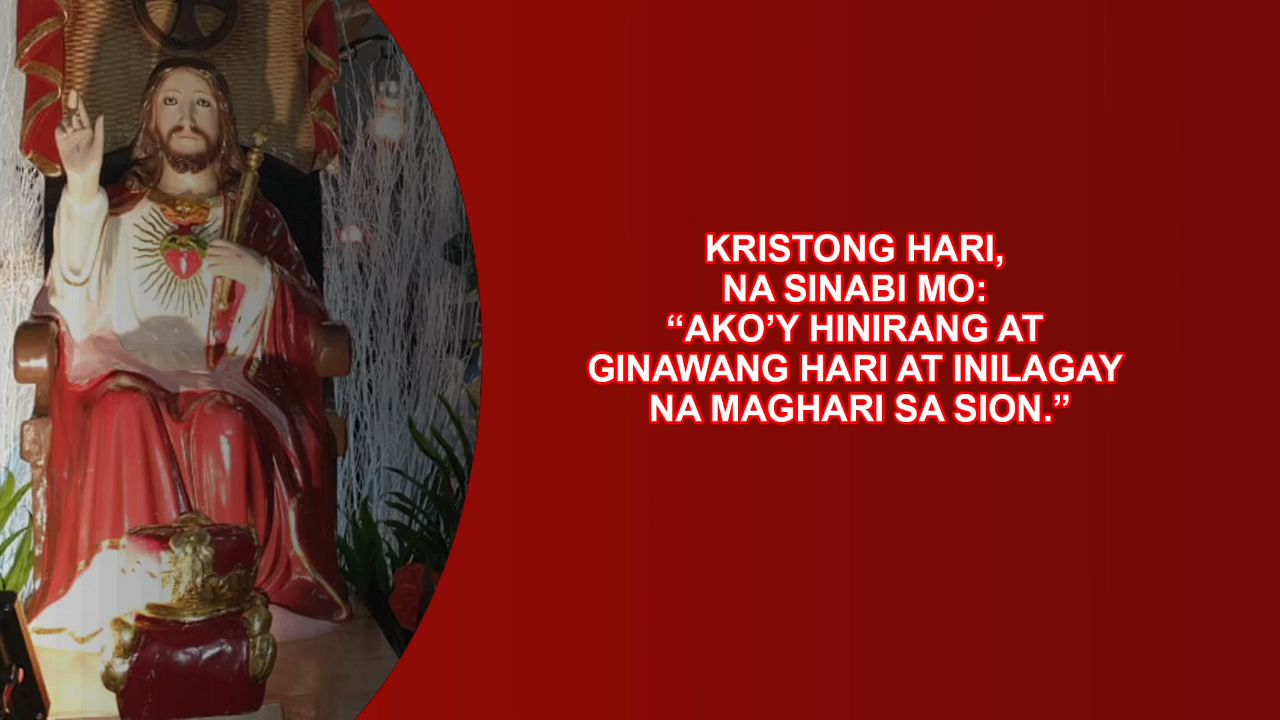 KRISTONG HARI,
NA SINABI MO:
“AKO’Y HINIRANG AT
GINAWANG HARI AT INILAGAY
NA MAGHARI SA SION.”